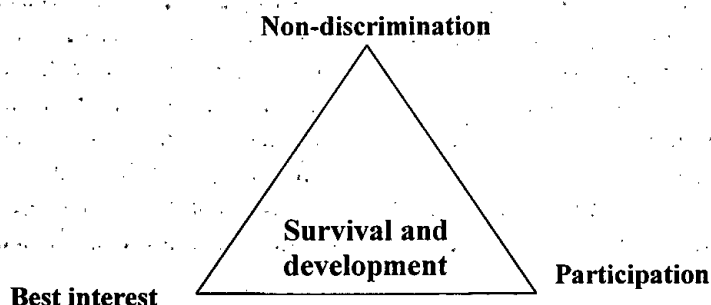 Non-discrimination
Survival and
development
Participation
Best interest